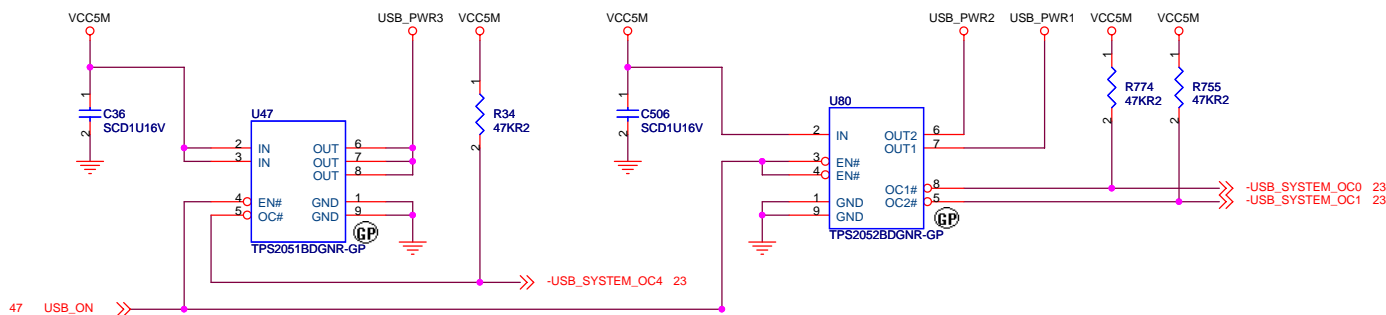 VCC5M USB_PWR3 VCC5M VCC5M USB_PWR2 USB_PWR1 VCC5M VCC5M
1
C36
SCD1U16V
2
U47
2 IN
3 IN
4 EN#
5 OC#
OUT 6
OUT 7
OUT 8
GND 1
GND 9
GP
TPS2051BDGNR-GP
1
R34
47KR2
2
-USB_SYSTEM_OC4 23
47 USB_ON
1
C506
SCD1U16V
2
U80
2 IN
3 EN#
4 EN#
1 GND
9 GND
OUT2 6
OUT1 7
OC1# 8
OC2# 5
GP
TPS2052BDGNR-GP
1
R774
47KR2
2
1
R755
47KR2
2
-USB_SYSTEM_OC0 23
-USB_SYSTEM_OC1 23